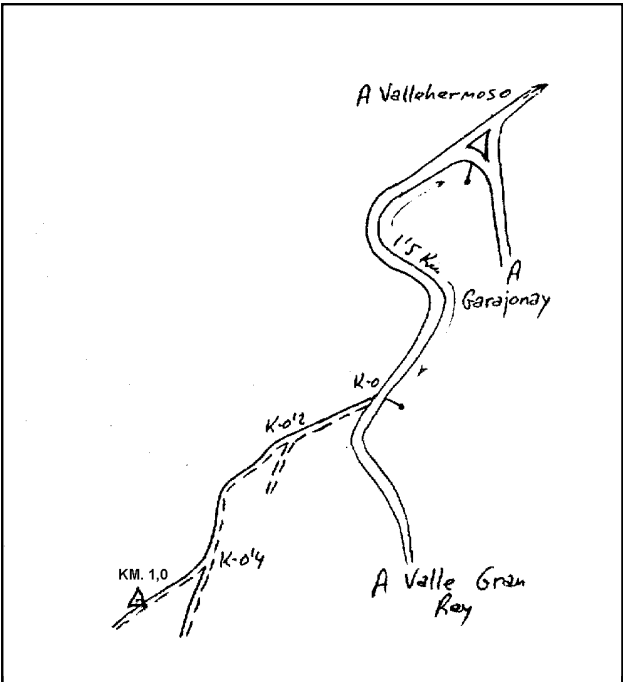 A Vallehermoso
1'5 Km
A
Garajonay
K-0
K-0'2
K-0'4
KM. 1,0
A Valle Gran
Rey